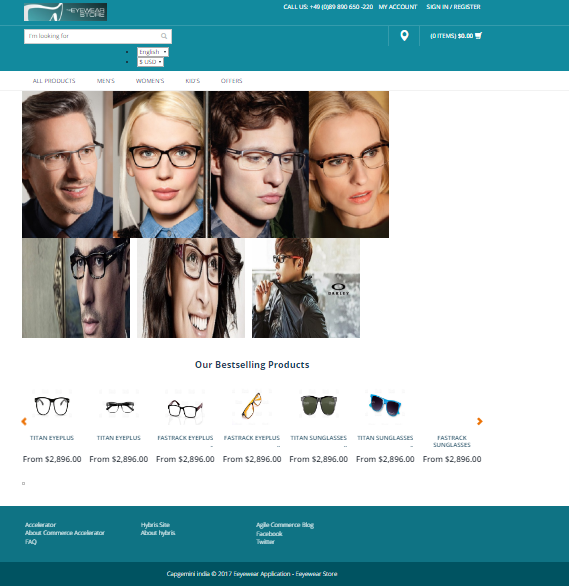 EYEWEAR
STORE
CALL US: +49 (0)89 890 650 -220 MY ACCOUNT SIGN IN / REGISTER
I'm looking for
(0 ITEMS) $0.00
English
$ USD
ALL PRODUCTS MEN'S WOMEN'S KID'S OFFERS
OAKLEY
Our Bestselling Products
TITAN EYEPLUS TITAN EYEPLUS FASTRACK EYEPLUS .. FASTRACK EYEPLUS .. TITAN SUNGLASSES .. TITAN SUNGLASSES .. FASTRACK SUNGLASSES
From $2,896.00 From $2,896.00 From $2,896.00 From $2,896.00 From $2,896.00 From $2,896.00 From $2,896.00
Accelerator Hybris Site Agile Commerce Blog
About Commerce Accelerator About hybris Facebook
FAQ Twitter
Capgemini India © 2017 Eeyewear Application - Eeyewear Store